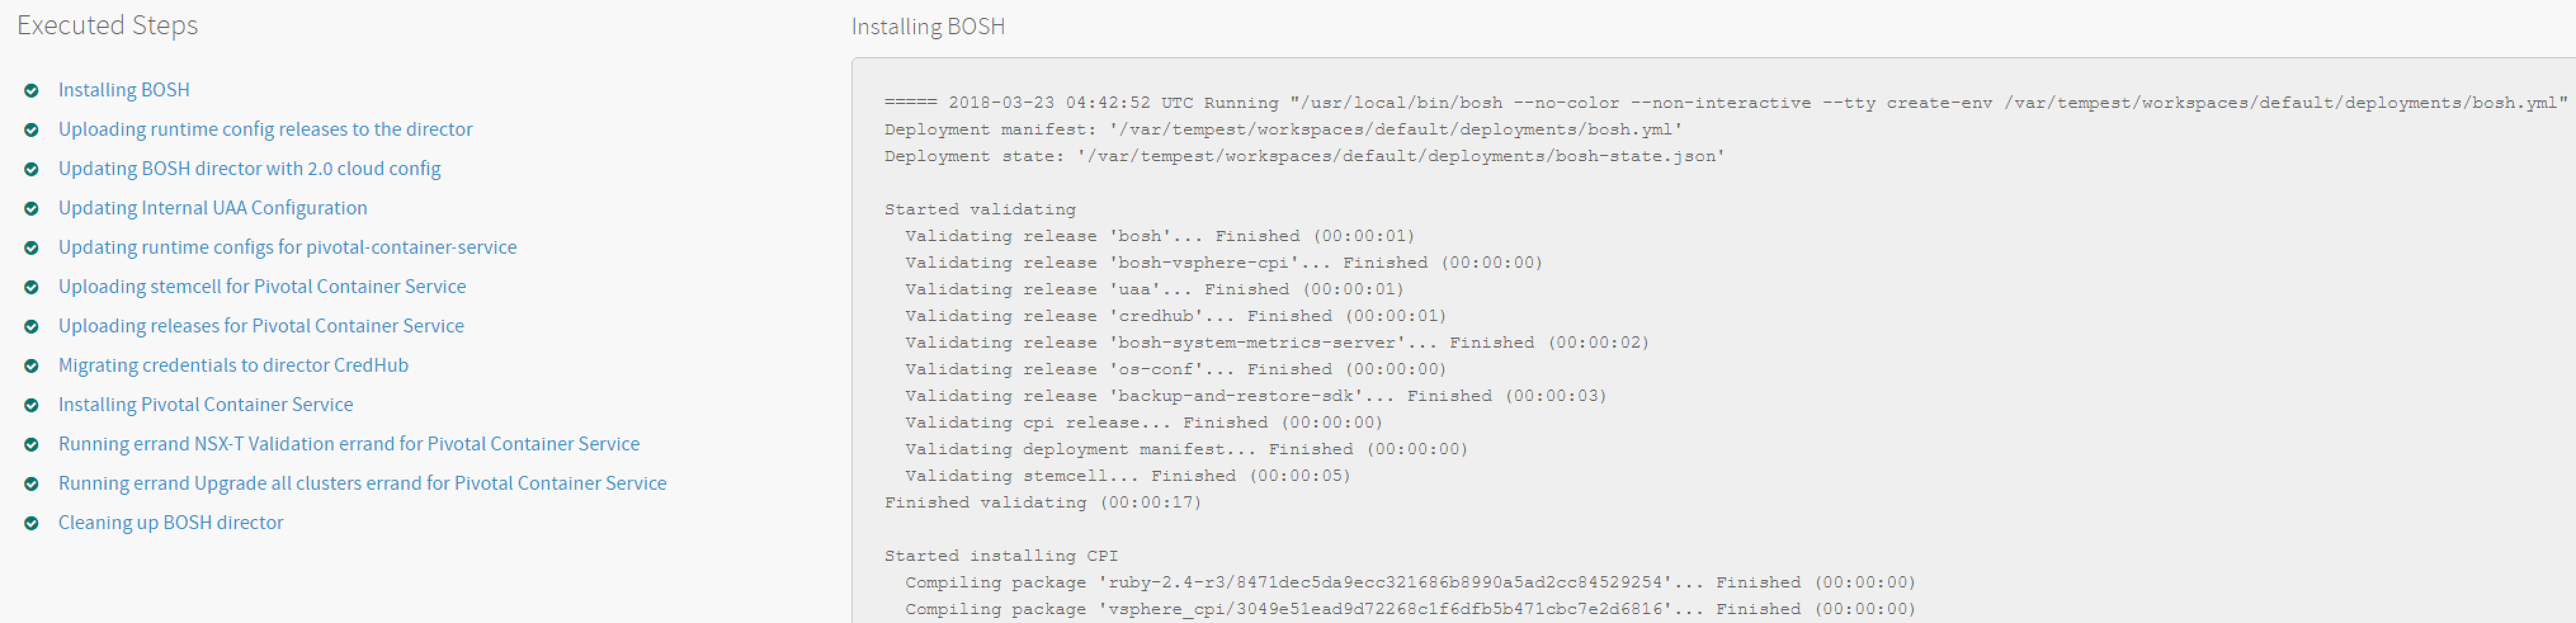 Executed Steps
Installing BOSH
Uploading runtime config releases to the director
Updating BOSH director with 2.0 cloud config
Updating Internal UAA Configuration
Updating runtime configs for pivotal-container-service
Uploading stemcell for Pivotal Container Service
Uploading releases for Pivotal Container Service
Migrating credentials to director CredHub
Installing Pivotal Container Service
Running errand NSX-T Validation errand for Pivotal Container Service
Running errand Upgrade all clusters errand for Pivotal Container Service
Cleaning up BOSH director
Installing BOSH
===== 2018-03-23 04:42:52 UTC Running "/usr/local/bin/bosh --no-color --non-interactive --tty create-env /var/tempest/workspaces/default/deployments/bosh.yml"
Deployment manifest: '/var/tempest/workspaces/default/deployments/bosh.yml'
Deployment state: '/var/tempest/workspaces/default/deployments/bosh-state.json'
Started validating
Validating release 'bosh'... Finished (00:00:01)
Validating release 'bosh-vsphere-cpi'... Finished (00:00:00)
Validating release 'uaa'... Finished (00:00:01)
Validating release 'credhub'... Finished (00:00:01)
Validating release 'bosh-system-metrics-server'... Finished (00:00:02)
Validating release 'os-conf'... Finished (00:00:00)
Validating release 'backup-and-restore-sdk'... Finished (00:00:03)
Validating cpi release... Finished (00:00:00)
Validating deployment manifest... Finished (00:00:00)
Validating stemcell... Finished (00:00:05)
Finished validating (00:00:17)
Started installing CPI
Compiling package 'ruby-2.4-r3/8471dec5da9ecc321686b8990a5ad2cc84529254'... Finished (00:00:00)
Compiling package 'vsphere_cpi/3049e51ead9d72268c1f6dfb5b471cbc7e2d6816'... Finished (00:00:00)